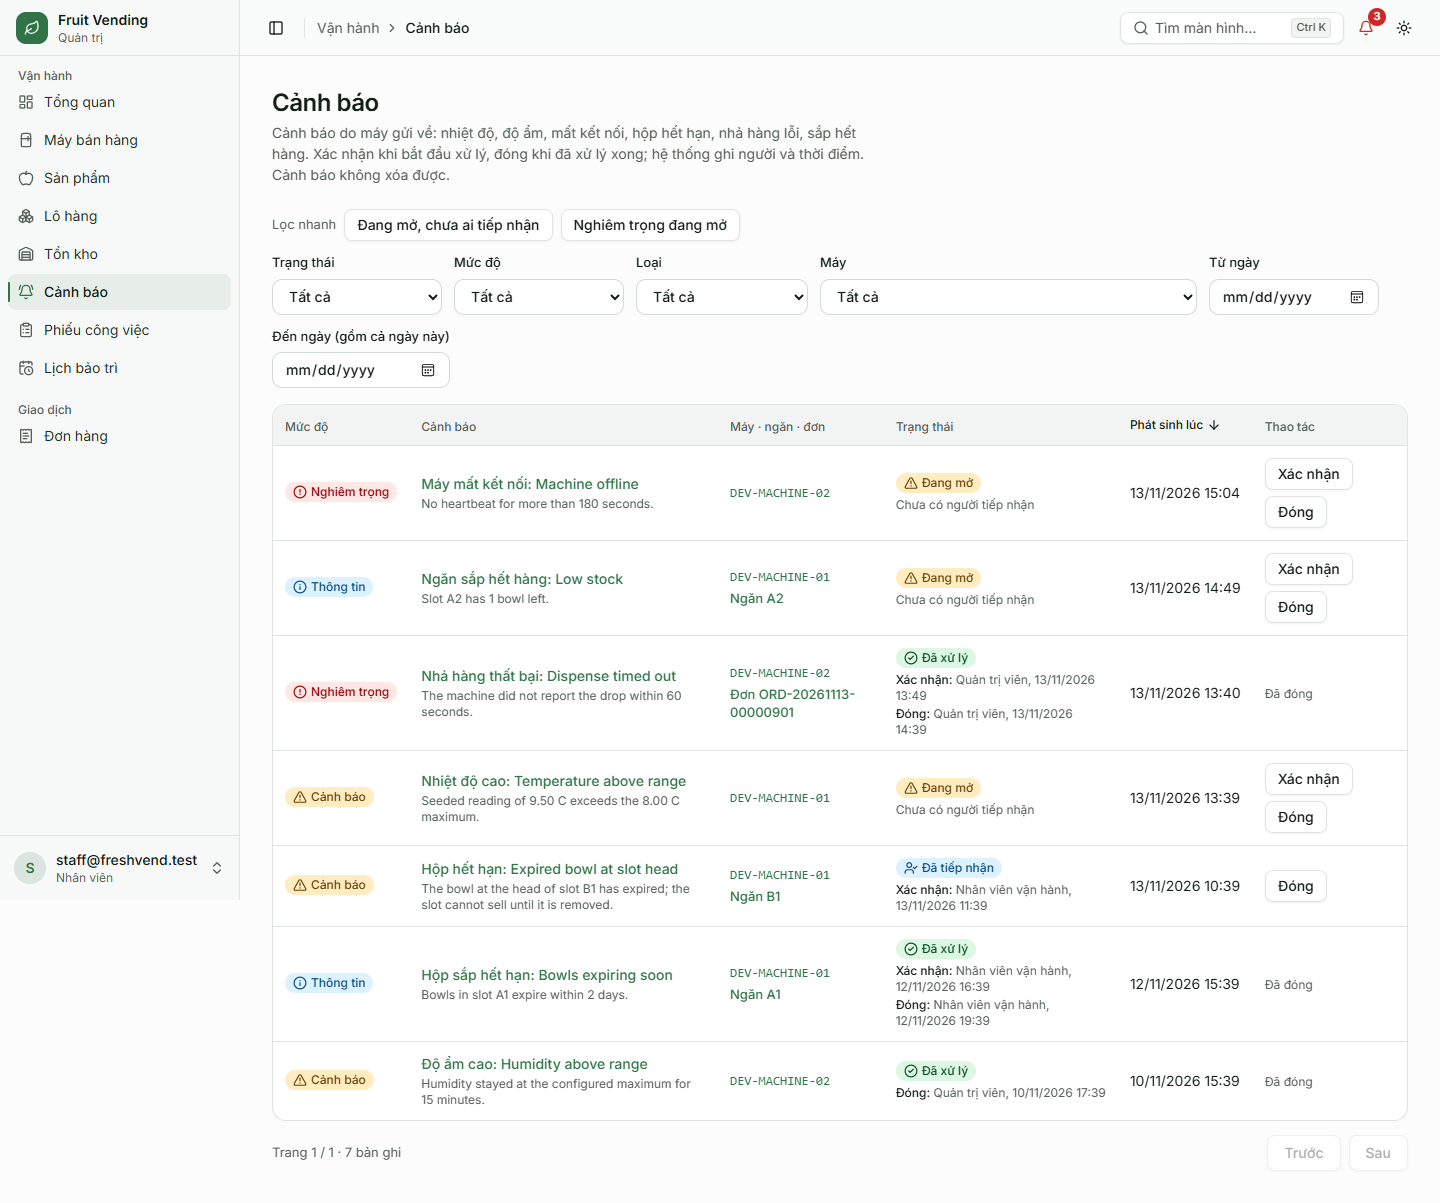 Fruit Vending
Quản trị
Vận hành
Tổng quan
Máy bán hàng
Sản phẩm
Lô hàng
Tồn kho
Cảnh báo
Phiếu công việc
Lịch bảo trì
Giao dịch
Đơn hàng
S
staff@freshvend.test
Nhân viên
Vận hành > Cảnh báo
Tìm màn hình...
Ctrl K
3
Cảnh báo
Cảnh báo do máy gửi về: nhiệt độ, độ ẩm, mất kết nối, hộp hết hạn, nhả hàng lỗi, sắp hết
hàng. Xác nhận khi bắt đầu xử lý, đóng khi đã xử lý xong; hệ thống ghi người và thời điểm.
Cảnh báo không xóa được.
Lọc nhanh
Đang mở, chưa ai tiếp nhận
Nghiêm trọng đang mở
Trạng thái
Mức độ
Loại
Máy
Từ ngày
Tất cả
Tất cả
Tất cả
Tất cả
mm/dd/yyyy
Đến ngày (gồm cả ngày này)
mm/dd/yyyy
Mức độ
Cảnh báo
Máy · ngăn · đơn
Trạng thái
Phát sinh lúc ↓
Thao tác
Nghiêm trọng
Máy mất kết nối: Machine offline
No heartbeat for more than 180 seconds.
DEV-MACHINE-02
Đang mở
Chưa có người tiếp nhận
13/11/2026 15:04
Xác nhận
Đóng
Thông tin
Ngăn sắp hết hàng: Low stock
Slot A2 has 1 bowl left.
DEV-MACHINE-01
Ngăn A2
Đang mở
Chưa có người tiếp nhận
13/11/2026 14:49
Xác nhận
Đóng
Nghiêm trọng
Nhả hàng thất bại: Dispense timed out
The machine did not report the drop within 60
seconds.
DEV-MACHINE-02
Đơn ORD-20261113-
00000901
Đã xử lý
Xác nhận: Quản trị viên, 13/11/2026
13:49
Đóng: Quản trị viên, 13/11/2026
14:39
13/11/2026 13:40
Đã đóng
Cảnh báo
Nhiệt độ cao: Temperature above range
Seeded reading of 9.50 C exceeds the 8.00 C
maximum.
DEV-MACHINE-01
Đang mở
Chưa có người tiếp nhận
13/11/2026 13:39
Xác nhận
Đóng
Cảnh báo
Hộp hết hạn: Expired bowl at slot head
The bowl at the head of slot B1 has expired; the
slot cannot sell until it is removed.
DEV-MACHINE-01
Ngăn B1
Đã tiếp nhận
Xác nhận: Nhân viên vận hành,
13/11/2026 11:39
13/11/2026 10:39
Đóng
Thông tin
Hộp sắp hết hạn: Bowls expiring soon
Bowls in slot A1 expire within 2 days.
DEV-MACHINE-01
Ngăn A1
Đã xử lý
Xác nhận: Nhân viên vận hành,
12/11/2026 16:39
Đóng: Nhân viên vận hành,
12/11/2026 19:39
12/11/2026 15:39
Đã đóng
Cảnh báo
Độ ẩm cao: Humidity above range
Humidity stayed at the configured maximum for
15 minutes.
DEV-MACHINE-02
Đã xử lý
Đóng: Quản trị viên, 10/11/2026 17:39
10/11/2026 15:39
Đã đóng
Trang 1 / 1 · 7 bản ghi
Trước
Sau